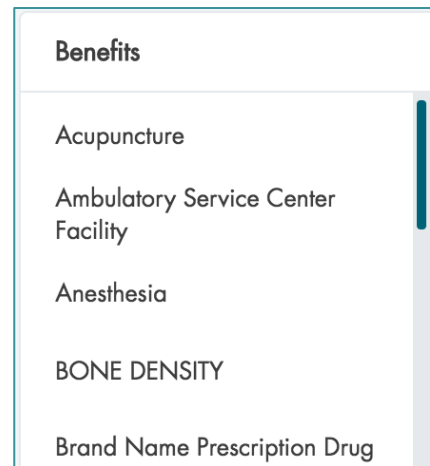 Benefits
Acupuncture
Ambulatory Service Center
Facility
Anesthesia
BONE DENSITY
Brand Name Prescription Drug